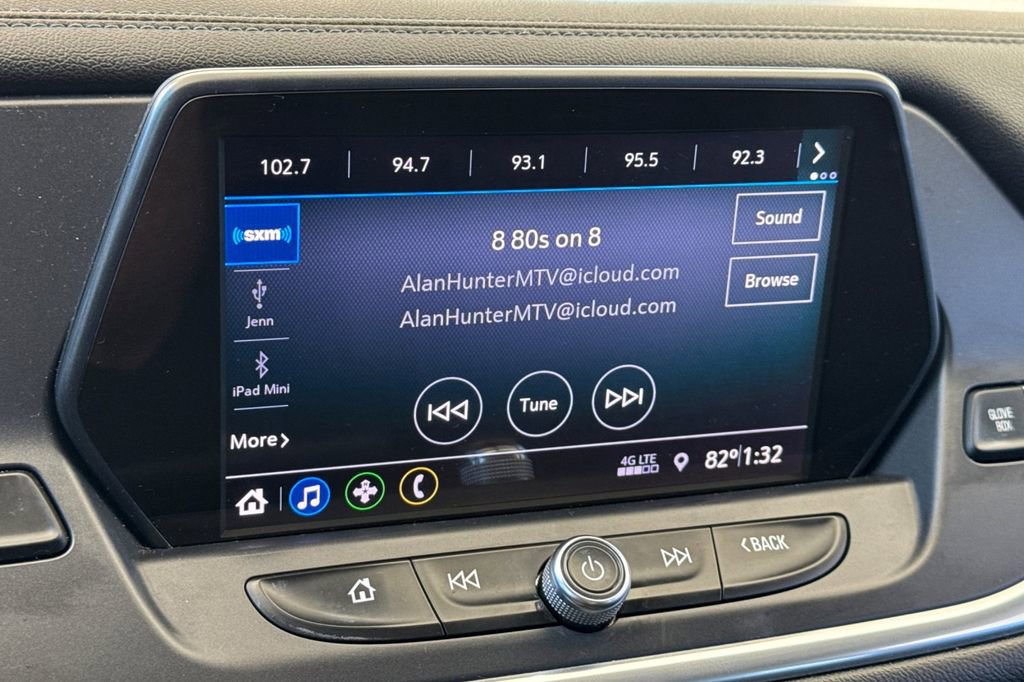 102.7 94.7 93.1 95.5 92.3
sxm
8 80s on 8
Sound
AlanHunterMTV@icloud.com
Browse
AlanHunterMTV@icloud.com
Jenn
iPad Mini
Tune
More
4G LTE
82° 1:32
BACK
GLOVE
BOX